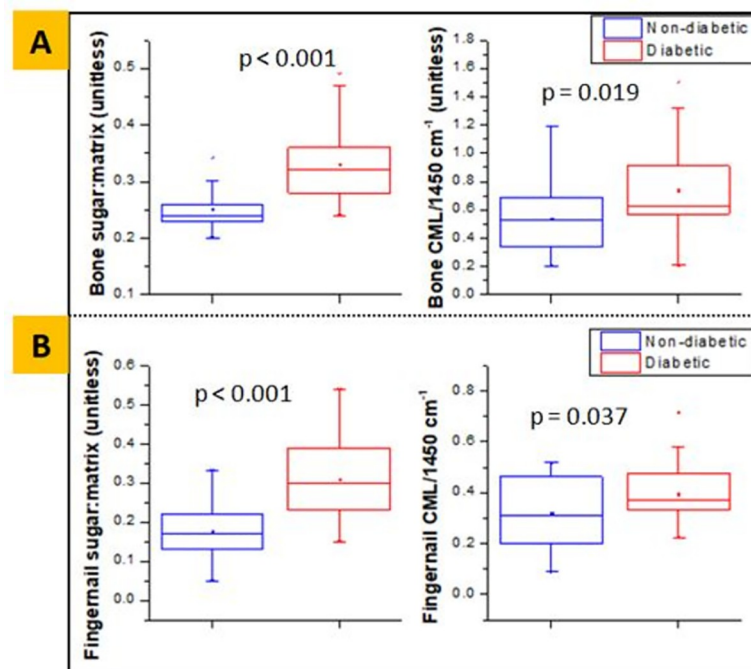 A
Non-diabetic
Diabetic
p < 0.001
p = 0.019
Bone sugar:matrix (unitless)
0.5
0.4
0.3
0.2
0.1
Bone CML/1450 cm⁻¹ (unitless)
1.8
1.6
1.4
1.2
1.0
0.8
0.6
0.4
0.2
0.0
B
Non-diabetic
Diabetic
p < 0.001
p = 0.037
Fingernail sugar:matrix (unitless)
0.6
0.5
0.4
0.3
0.2
0.1
0.0
Fingernail CML/1450 cm⁻¹
0.8
0.6
0.4
0.2
0.0